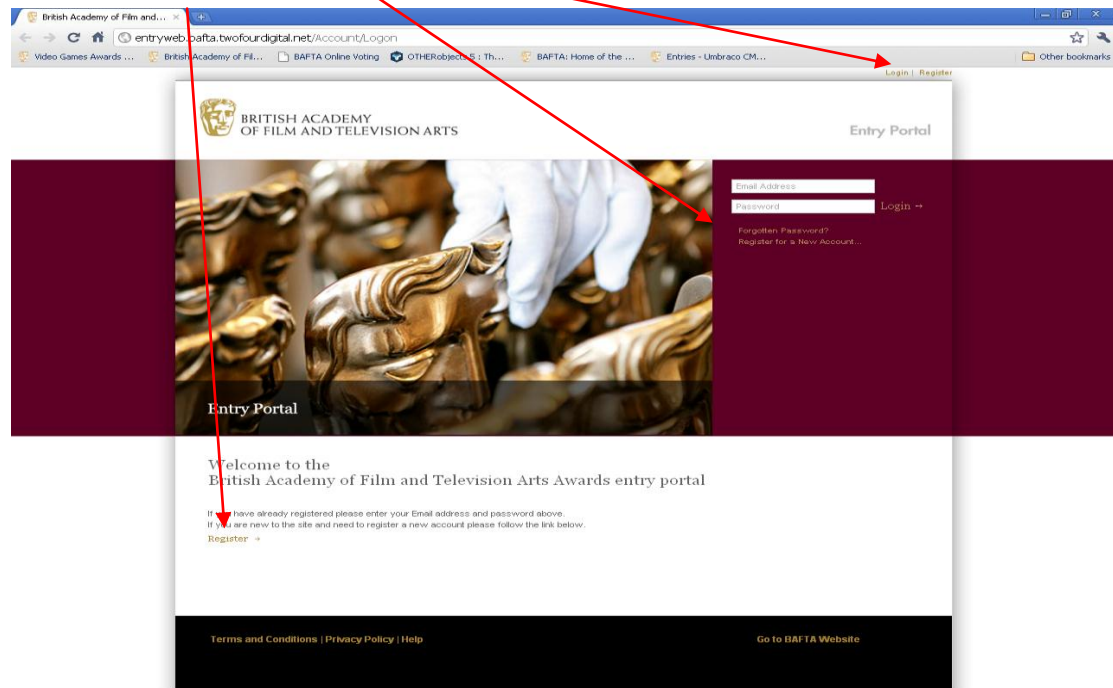 British Academy of Film and...
entryweb.bafta.twofourdigital.net/Account/Logon
Video Games Awards ... British Academy of Fil... BAFTA Online Voting OTHERobjects 5 : Th... BAFTA: Home of the ... Entries - Umbraco CM... Other bookmarks
Login | Register
BRITISH ACADEMY
OF FILM AND TELEVISION ARTS
Entry Portal
Email Address
Password Login →
Forgotten Password?
Register for a New Account...
Entry Portal
Welcome to the
British Academy of Film and Television Arts Awards entry portal
If you have already registered please enter your Email address and password above.
If you are new to the site and need to register a new account please follow the link below.
Register →
Terms and Conditions | Privacy Policy | Help Go to BAFTA Website